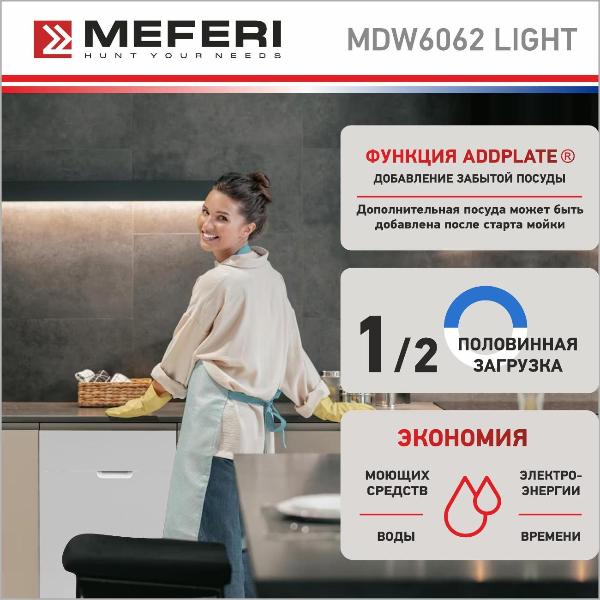 MEFERI
HUNT YOUR NEEDS
MDW6062 LIGHT
ФУНКЦИЯ ADDPLATE®
ДОБАВЛЕНИЕ ЗАБЫТОЙ ПОСУДЫ
Дополнительная посуда может быть
добавлена после старта мойки
1/2 ПОЛОВИННАЯ
ЗАГРУЗКА
ЭКОНОМИЯ
МОЮЩИХ
СРЕДСТВ
ВОДЫ
ЭЛЕКТРО-
ЭНЕРГИИ
ВРЕМЕНИ